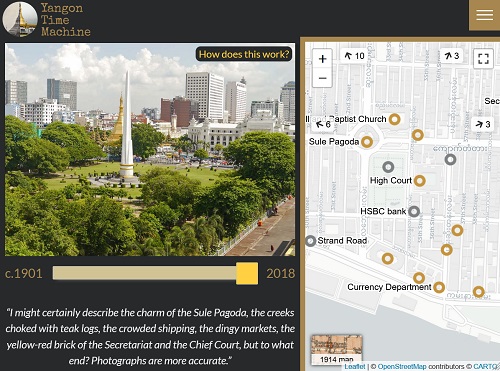 Yangon
Time
Machine
How does this work?
c.1901
2018
“I might certainly describe the charm of the Sule Pagoda, the creeks
choked with teak logs, the crowded shipping, the dingy markets, the
yellow-red brick of the Secretariat and the Chief Court, but to what
end? Photographs are more accurate.”
+
−
10
3
Sec
Baptist Church
6
3
Sule Pagoda
High Court
HSBC bank
Strand Road
Currency Department
1914 map
Leaflet | © OpenStreetMap contributors © CARTO